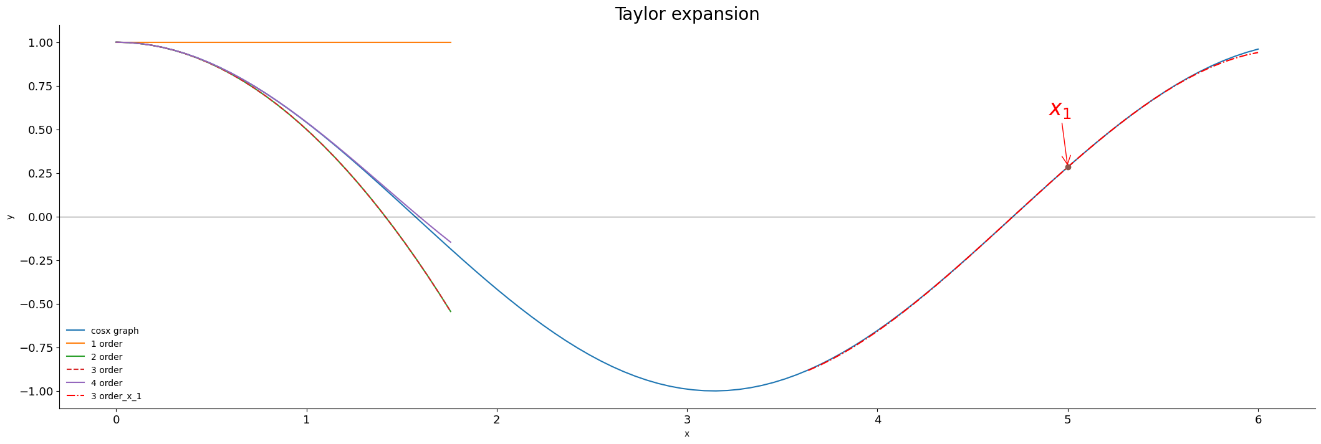 Taylor expansion
1.00
0.75
0.50
0.25
0.00
−0.25
−0.50
−0.75
−1.00
y
x1
cosx graph
1 order
2 order
3 order
4 order
3 order_x_1
0 1 2 3 4 5 6
x